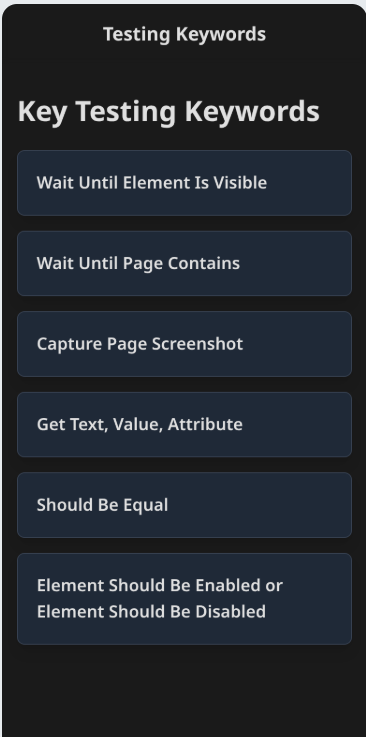 Testing Keywords
Key Testing Keywords
Wait Until Element Is Visible
Wait Until Page Contains
Capture Page Screenshot
Get Text, Value, Attribute
Should Be Equal
Element Should Be Enabled or
Element Should Be Disabled